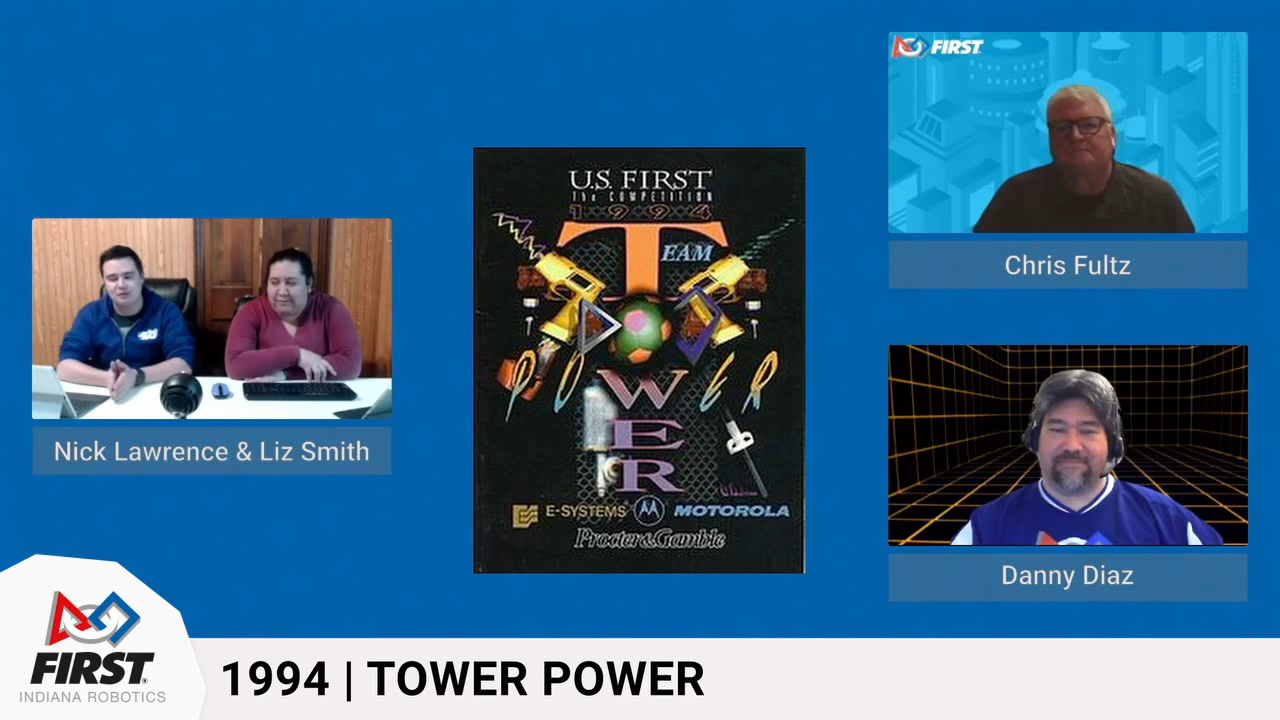 FIRST
Chris Fultz
U.S. FIRST
The COMPETITION
1994
TEAM
POWER
TOWER
E-SYSTEMS MOTOROLA
Procter & Gamble
Nick Lawrence & Liz Smith
Danny Diaz
FIRST
INDIANA ROBOTICS
1994 | TOWER POWER